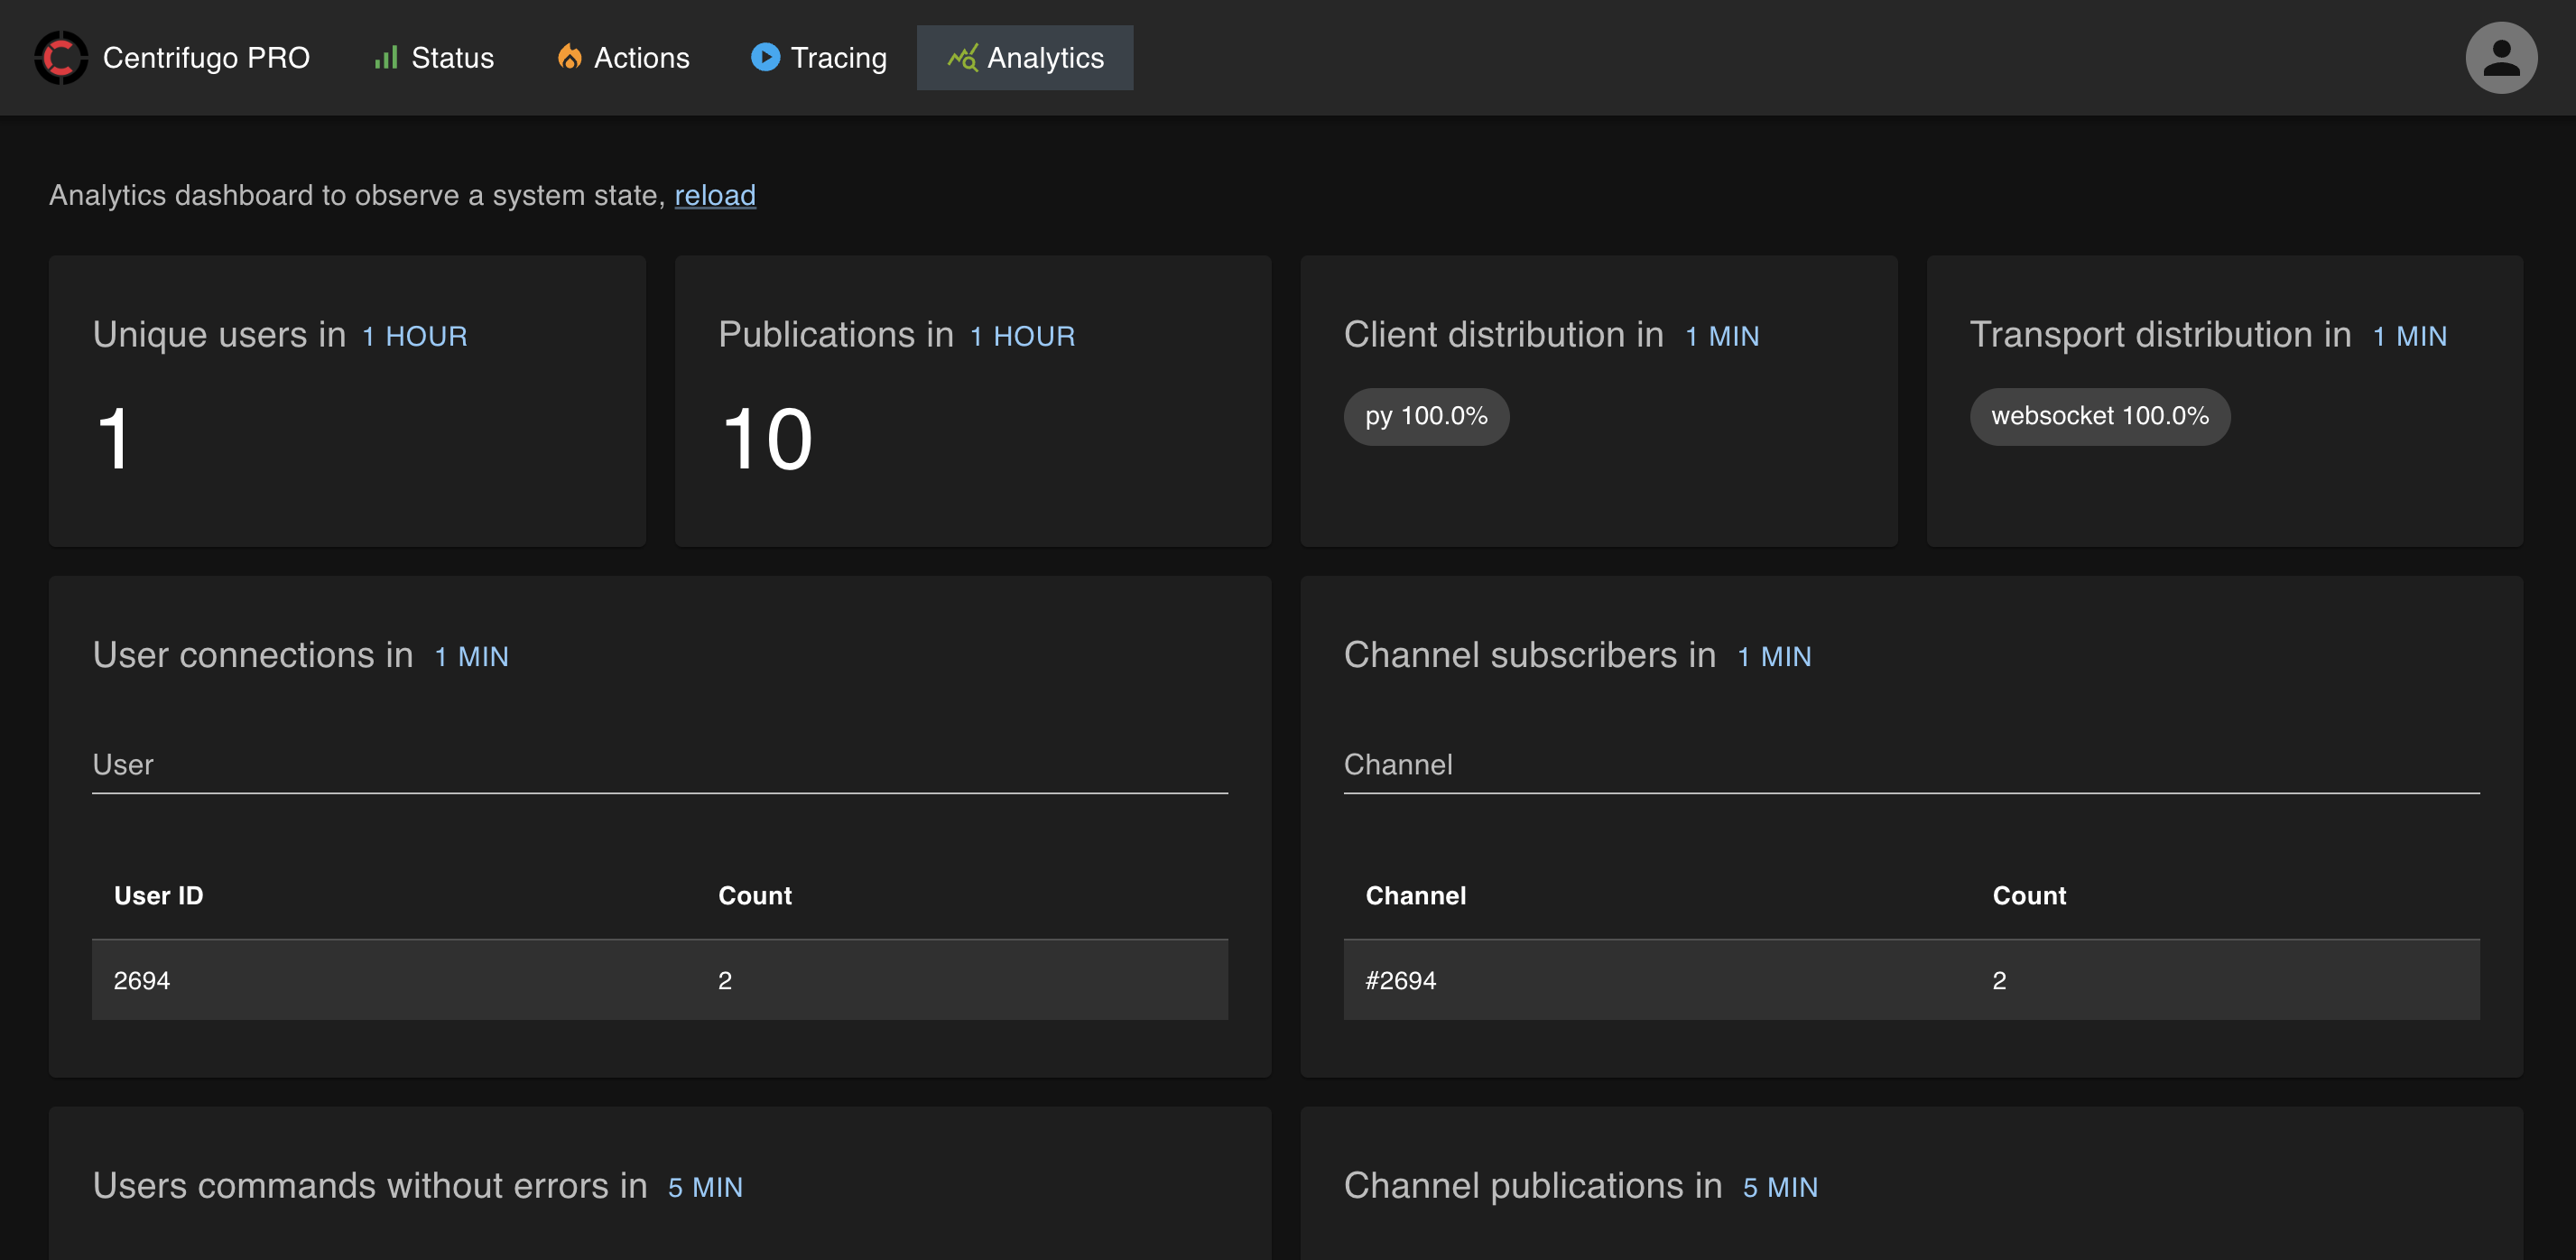 Centrifugo PRO Status Actions Tracing Analytics
Analytics dashboard to observe a system state, reload
Unique users in 1 HOUR
1
Publications in 1 HOUR
10
Client distribution in 1 MIN
py 100.0%
Transport distribution in 1 MIN
websocket 100.0%
User connections in 1 MIN
User
User ID Count
2694 2
Channel subscribers in 1 MIN
Channel
Channel Count
#2694 2
Users commands without errors in 5 MIN
Channel publications in 5 MIN